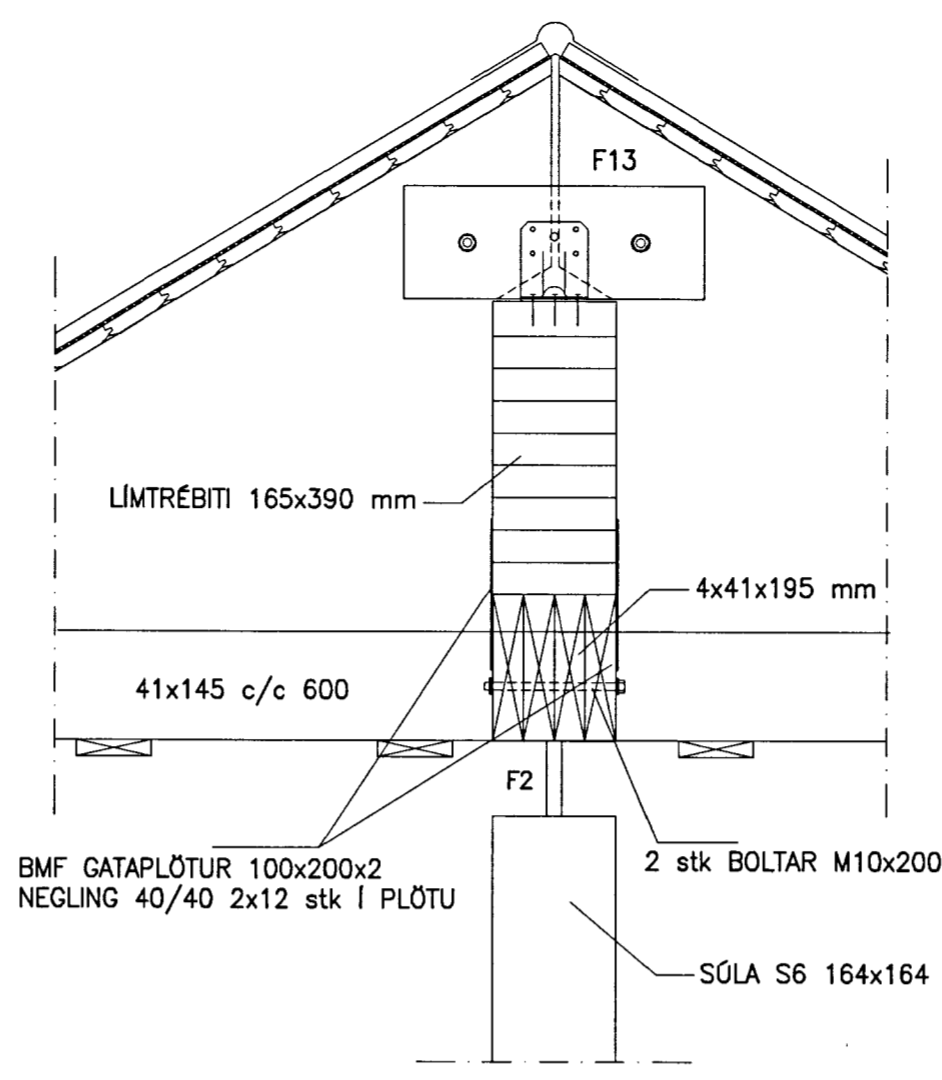 F13
LÍMTRÉBITI 165x390 mm
4x41x195 mm
41x145 c/c 600
F2
BMF GATAPLÖTUR 100x200x2
NEGLING 40/40 2x12 stk Í PLÖTU
2 stk BOLTAR M10x200
SÚLA S6 164x164